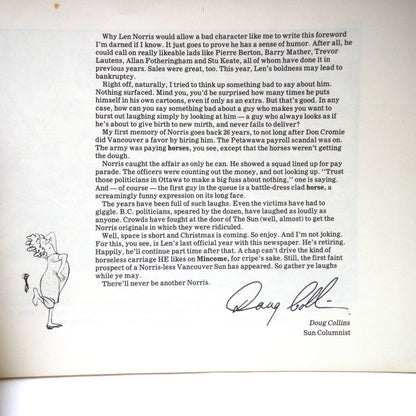 Why Len Norris would allow a bad character like me to write this foreword
I'm darned if I know. It just goes to prove he has a sense of humor. After all, he
could call on really likeable lads like Pierre Berton, Barry Mather, Trevor
Lautens, Allan Fotheringham and Stu Keate, all of whom have done it in
previous years. Sales were great, too. This year, Len's boldness may lead to
bankruptcy.
Right off, naturally, I tried to think up something bad to say about him.
Nothing surfaced. Mind you, you'd be surprised how many times he puts
himself in his own cartoons, even if only as an extra. But that's good. In any
case, how can you say something bad about a guy who makes you want to
burst out laughing simply by looking at him — a guy who always looks as if
he's about to give birth to new mirth, and never fails to deliver?
My first memory of Norris goes back 26 years, to not long after Don Cromie
did Vancouver a favor by hiring him. The Petawawa payroll scandal was on.
The army was paying horses, you see, except that the horses weren't getting
the dough.
Norris caught the affair as only he can. He showed a squad lined up for pay
parade. The officers were counting out the money, and not looking up. "Trust
those politicians in Ottawa to make a big fuss about nothing," one is saying.
And — of course — the first guy in the queue is a battle-dress clad horse, a
screamingly funny expression on its long face.
The years have been full of such laughs. Even the victims have had to
giggle. B.C. politicians, speared by the dozen, have laughed as loudly as
anyone. Crowds have fought at the door of The Sun (well, almost) to get the
Norris originals in which they were ridiculed.
Well, space is short and Christmas is coming. So enjoy. And I'm not joking.
For this, you see, is Len's last official year with this newspaper. He's retiring.
Happily, he'll continue part time after that. A chap can't drive the kind of
horseless carriage HE likes on Mincome, for cripe's sake. Still, the first faint
prospect of a Norris-less Vancouver Sun has appeared. So gather ye laughs
while ye may.
There'll never be another Norris.
Doug Coll
Doug Collins
Sun Columnist